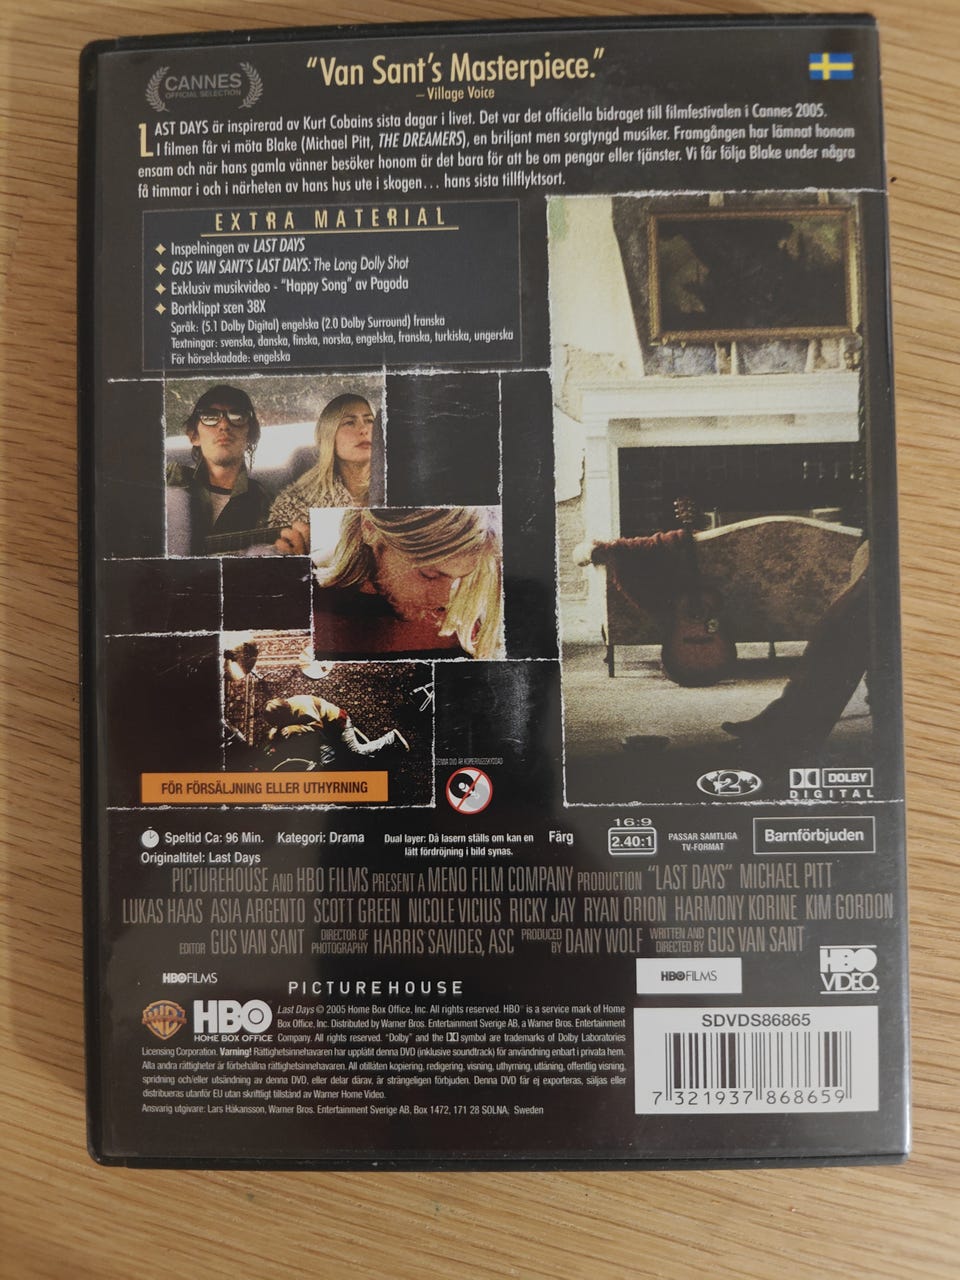 CANNES
OFFICIAL SELECTION
"Van Sant's Masterpiece."
– Village Voice
LAST DAYS är inspirerad av Kurt Cobains sista dagar i livet. Det var det officiella bidraget till filmfestivalen i Cannes 2005.
I filmen får vi möta Blake (Michael Pitt, THE DREAMERS), en briljant men sorgtyngd musiker. Framgången har lämnat honom
ensam och när hans gamla vänner besöker honom är det bara för att be om pengar eller tjänster. Vi får följa Blake under några
få timmar i och i närheten av hans hus ute i skogen... hans sista tillflyktsort.
EXTRA MATERIAL
Inspelningen av LAST DAYS
GUS VAN SANT'S LAST DAYS: The Long Dolly Shot
Exklusiv musikvideo - "Happy Song" av Pagoda
Bortklippt scen 38X
Språk: (5.1 Dolby Digital) engelska (2.0 Dolby Surround) franska
Textningar: svenska, danska, finska, norska, engelska, franska, turkiska, ungerska
För hörselskadade: engelska
DENNA DVD ÄR KOPIERINGSSKYDDAD
FÖR FÖRSÄLJNING ELLER UTHYRNING
2
DOLBY
DIGITAL
Speltid Ca: 96 Min. Kategori: Drama
Originaltitel: Last Days
Dual layer: Då lasern ställs om kan en
lätt fördröjning i bild synas.
Färg
16:9
2.40:1
PASSAR SAMTLIGA
TV-FORMAT
Barnförbjuden
PICTUREHOUSE AND HBO FILMS PRESENT A MENO FILM COMPANY PRODUCTION "LAST DAYS" MICHAEL PITT
LUKAS HAAS ASIA ARGENTO SCOTT GREEN NICOLE VICIUS RICKY JAY RYAN ORION HARMONY KORINE KIM GORDON
EDITOR GUS VAN SANT DIRECTOR OF PHOTOGRAPHY HARRIS SAVIDES, ASC PRODUCED BY DANY WOLF WRITTEN AND DIRECTED BY GUS VAN SANT
HBO FILMS
PICTUREHOUSE
HBO FILMS
HBO
VIDEO
WB
HBO
HOME BOX OFFICE
Last Days © 2005 Home Box Office, Inc. All rights reserved. HBO™ is a service mark of Home
Box Office, Inc. Distributed by Warner Bros. Entertainment Sverige AB, a Warner Bros. Entertainment
Company. All rights reserved. "Dolby" and the symbol are trademarks of Dolby Laboratories
Licensing Corporation. Varning! Rättighetsinnehavaren har upplåtit denna DVD (inklusive soundtrack) för användning enbart i privata hem.
Alla andra rättigheter är förbehållna rättighetsinnehavaren. All otillåten kopiering, redigering, visning, uthyrning, utlåning, offentlig visning,
spridning och/eller utsändning av denna DVD, eller delar därav, är strängeligen förbjuden. Denna DVD får ej exporteras, säljas eller
distribueras utanför EU utan skriftligt tillstånd av Warner Home Video.
Ansvarig utgivare: Lars Håkansson, Warner Bros. Entertainment Sverige AB, Box 1472, 171 28 SOLNA, Sweden
SDVDS86865
7 321937 868659